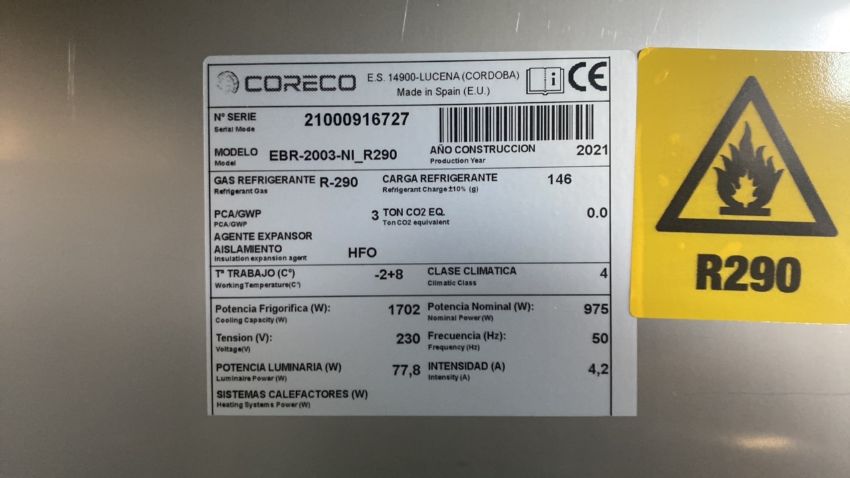 CORECO
E.S. 14900-LUCENA (CORDOBA)
Made in Spain (E.U.)
i
CE
Nº SERIE 21000916727
Serial Mode
MODELO EBR-2003-NI_R290 AÑO CONSTRUCCION 2021
Model Production Year
GAS REFRIGERANTE R-290 CARGA REFRIGERANTE 146
Refrigerant Gas Refrigerant Charge ±10% (g)
PCA/GWP 3 TON CO2 EQ. 0.0
PCA/GWP Ton CO2 equivalent
AGENTE EXPANSOR
AISLAMIENTO HFO
Insulation expansion agent
Tª TRABAJO (Cº) -2+8 CLASE CLIMATICA 4
Working Temperature(Cº) Climatic Class
Potencia Frigorifica (W): 1702 Potencia Nominal (W): 975
Cooling Capacity (W) Nominal Power (W)
Tension (V): 230 Frecuencia (Hz): 50
Voltage(V) Frequency (Hz)
POTENCIA LUMINARIA (W) 77,8 INTENSIDAD (A) 4,2
Luminaire Power (W) Intensity (A)
SISTEMAS CALEFACTORES (W)
Heating Systems Power (W)
R290